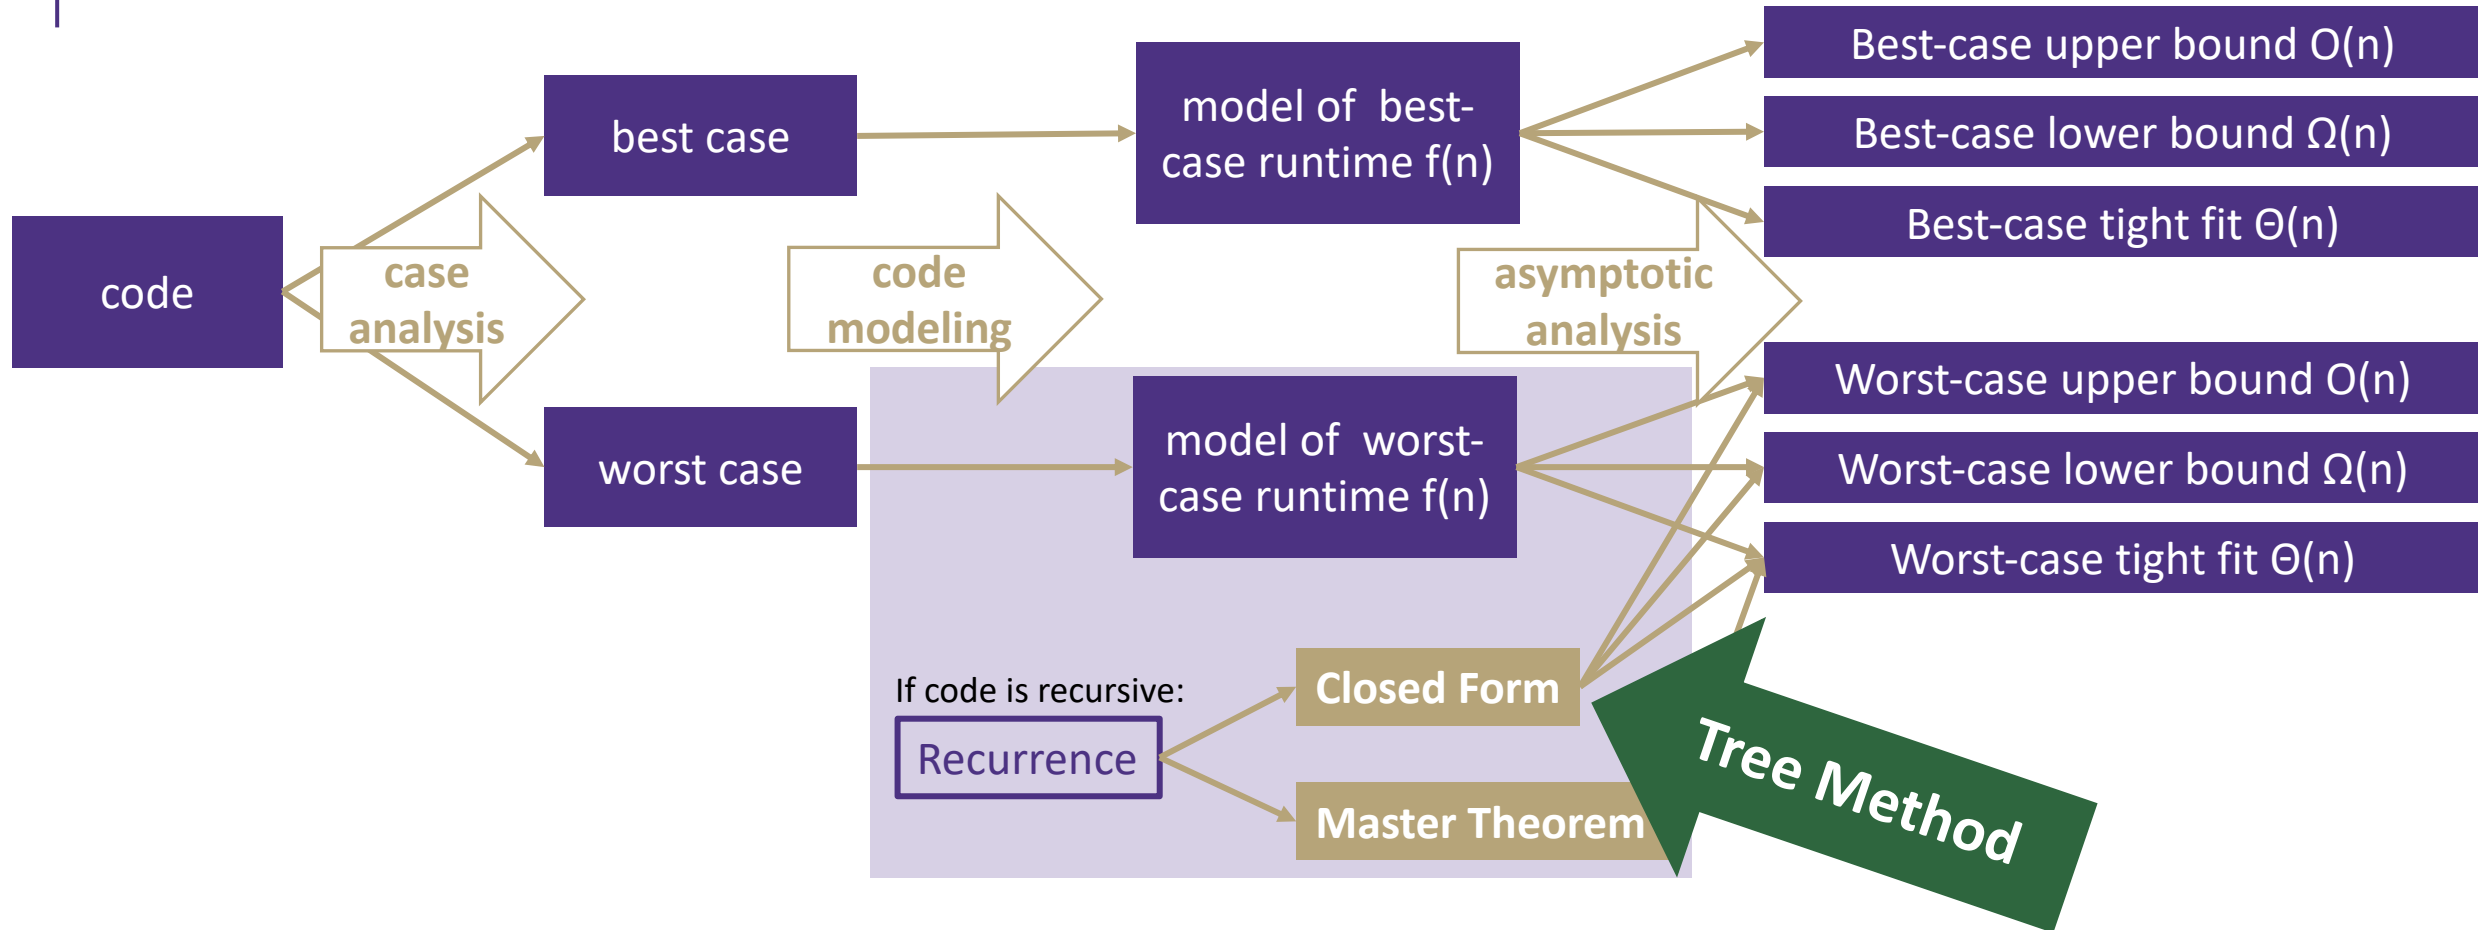 code
case
analysis
best case
worst case
code
modeling
model of best-
case runtime f(n)
model of worst-
case runtime f(n)
asymptotic
analysis
Best-case upper bound O(n)
Best-case lower bound Ω(n)
Best-case tight fit Θ(n)
Worst-case upper bound O(n)
Worst-case lower bound Ω(n)
Worst-case tight fit Θ(n)
If code is recursive:
Recurrence
Closed Form
Master Theorem
Tree Method